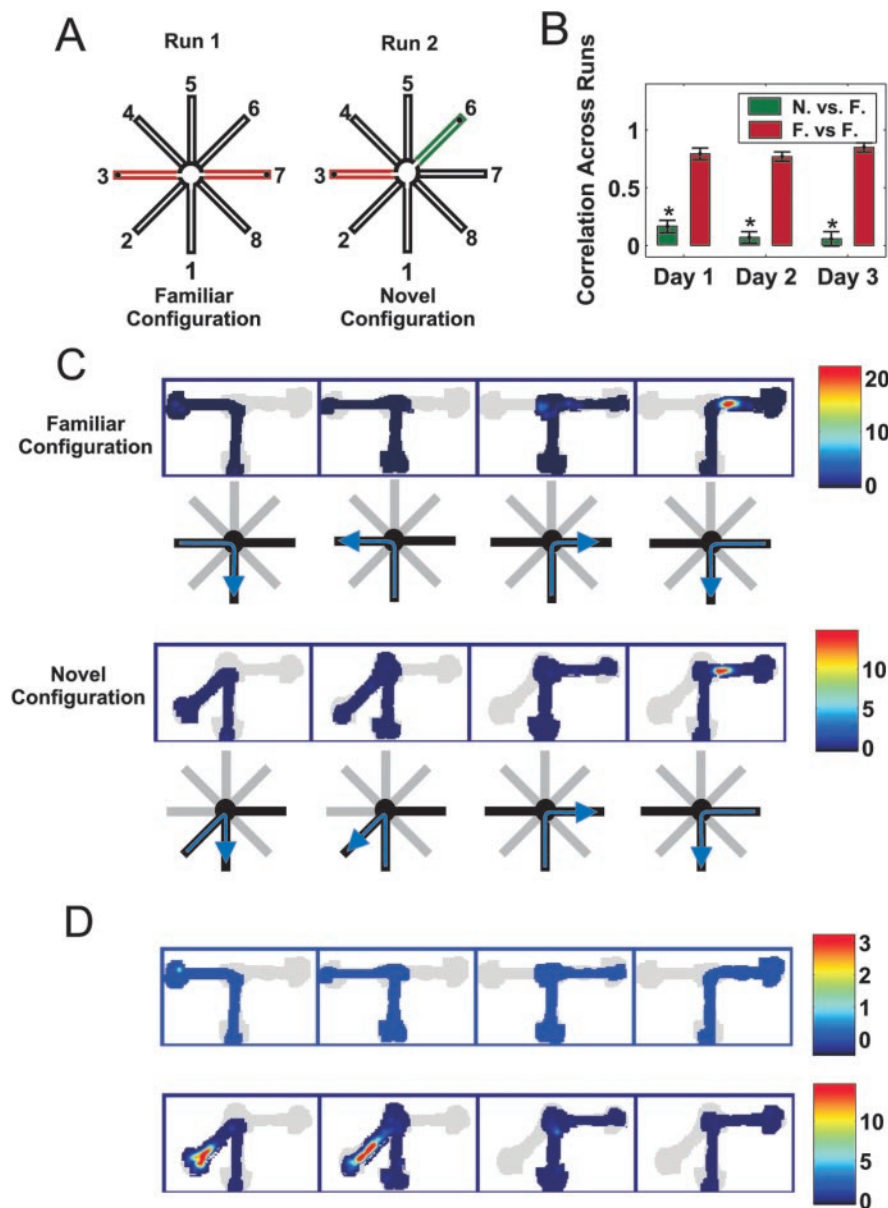 A
Run 1
Run 2
5
4
6
3
7
2
8
1
Familiar
Configuration
5
4
6
3
7
2
8
1
Novel
Configuration
B
Correlation Across Runs
1
0.5
0
N. vs. F.
F. vs F.
*
*
*
Day 1
Day 2
Day 3
C
Familiar
Configuration
20
10
0
Novel
Configuration
10
5
0
D
3
2
1
0
10
5
0